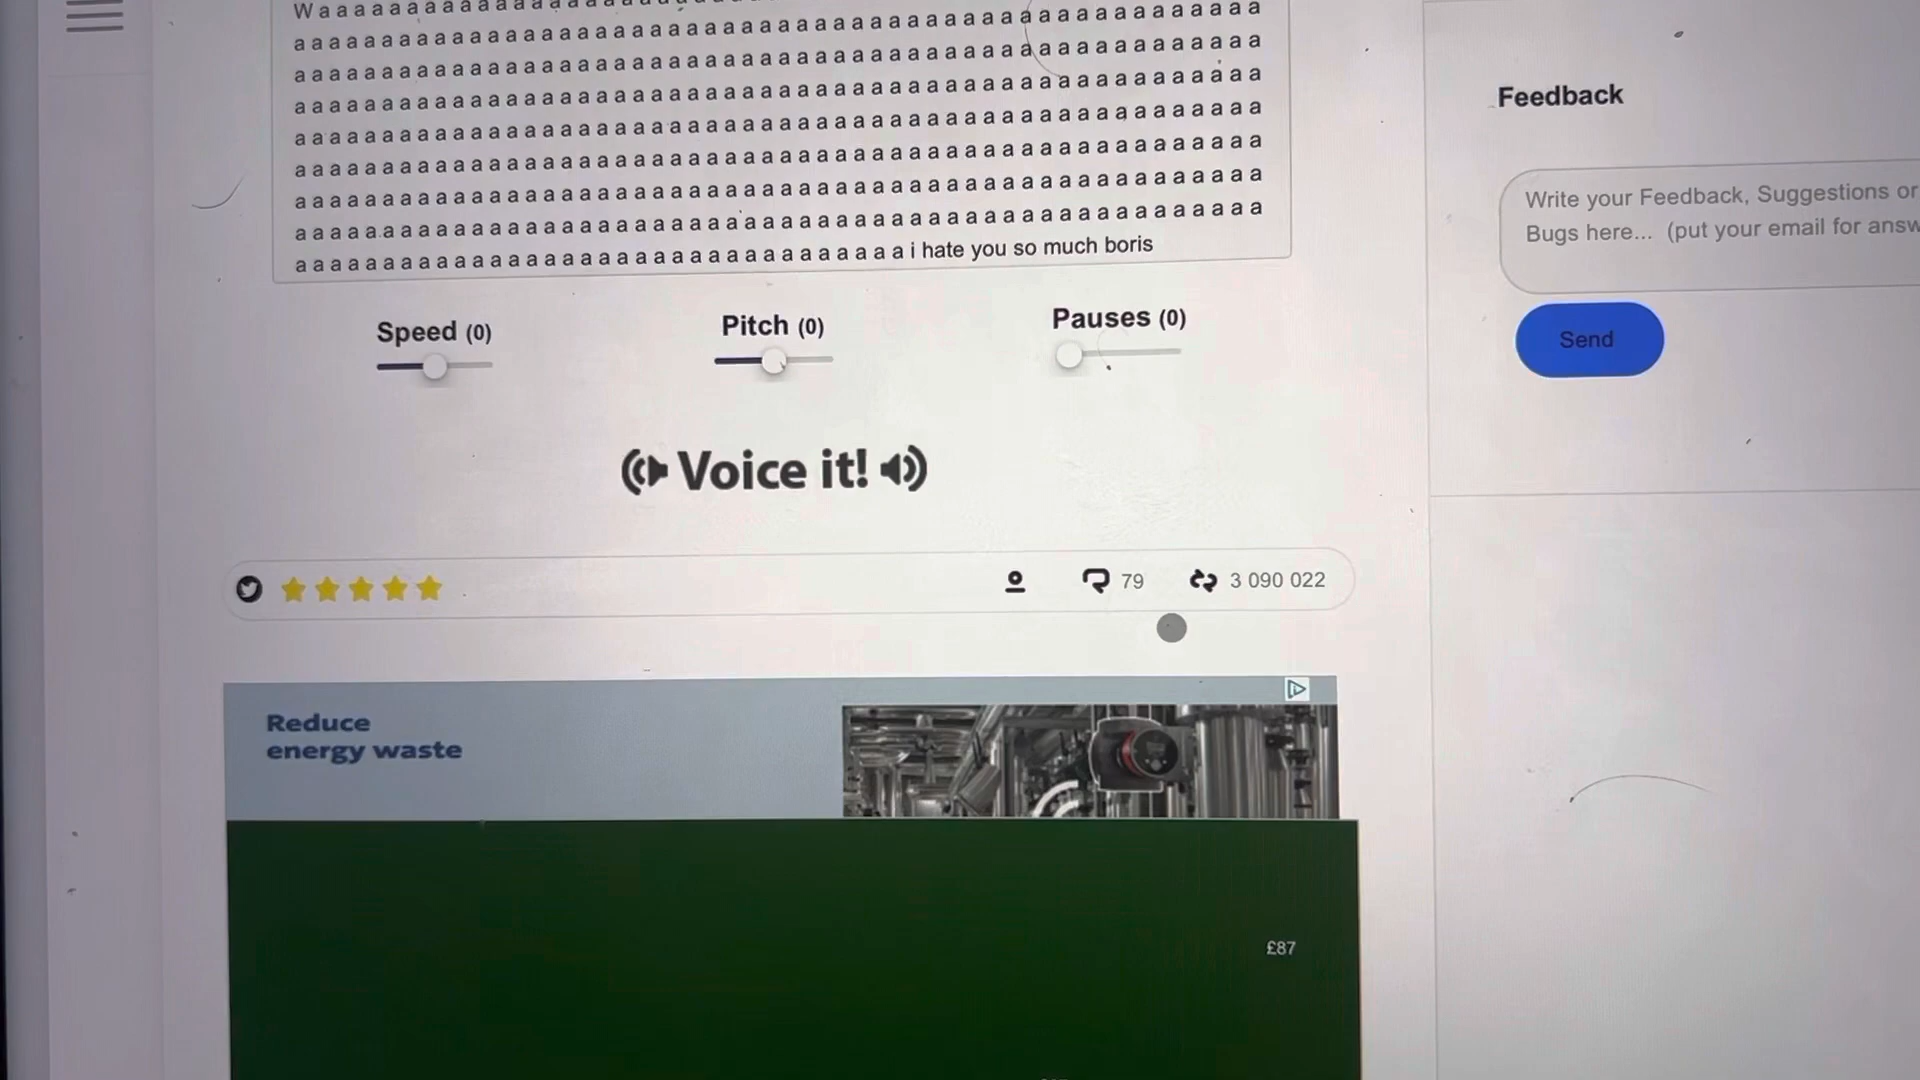 W a a a a a a a a a a a a a a a a a a a a a a a a a a a a a a a a a a a a a a a a a a a a a a a a a a a a a
a a a a a a a a a a a a a a a a a a a a a a a a a a a a a a a a a a a a a a a a a a a a a a a a a a a a a a
a a a a a a a a a a a a a a a a a a a a a a a a a a a a a a a a a a a a a a a a a a a a a a a a a a a a a a
a a a a a a a a a a a a a a a a a a a a a a a a a a a a a a a a a a a a a a a a a a a a a a a a a a a a a a
a a a a a a a a a a a a a a a a a a a a a a a a a a a a a a a a a a a a a a a a a a a a a a a a a a a a a a
a a a a a a a a a a a a a a a a a a a a a a a a a a a a a a a a a a a a a a a a a a a a a a a a a a a a a a
a a a a a a a a a a a a a a a a a a a a a a a a a a a a a a a a a a a a a a a a a a a a a a a a a a a a a a
a a a a a a a a a a a a a a a a a a a a a a a a a a a a a a a a a a a a a a a a a a a a a a a a a a a a a a
a a a a a a a a a a a a a a a a a a a a a a a a a a a a a a a a a a i hate you so much boris
Speed (0)
Pitch (0)
Pauses (0)
Voice it!
79
3 090 022
Reduce
energy waste
£87
Feedback
Write your Feedback, Suggestions or
Bugs here... (put your email for answ
Send